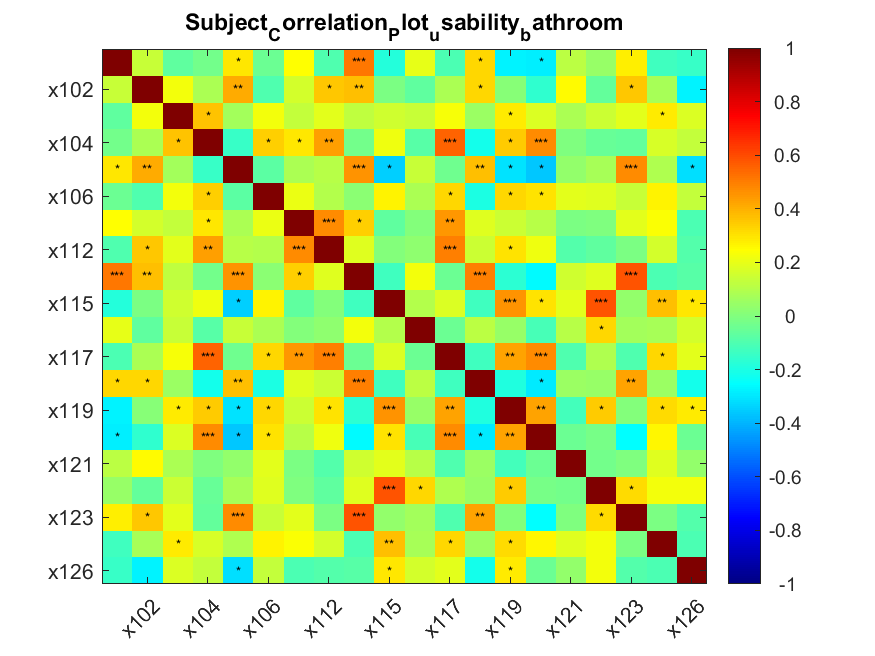 SubjectCorrelationPlotusabilitybathroom
* *** * *
x102 ** * ** * *
* * *
x104 * * * ** *** * ***
* ** *** * ** * * *** *
x106 * * * *
* *** * **
x112 * ** *** *** *
*** ** *** * *** ***
x115 * *** * *** ** *
*
x117 *** * ** *** ** *** *
* * ** *** * **
x119 * * * * * *** ** ** * * *
* *** * * * *** * **
x121
*** * * *
x123 * *** *** ** *
* ** * *
x126 * * *
x102 x104 x106 x112 x115 x117 x119 x121 x123 x126
1
0.8
0.6
0.4
0.2
0
-0.2
-0.4
-0.6
-0.8
-1